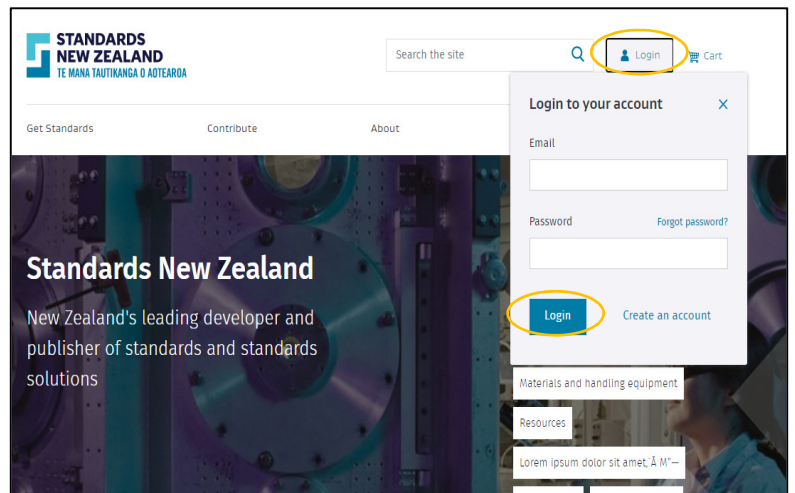 STANDARDS
NEW ZEALAND
TE MANA TAUTIKANGA O AOTEAROA
Search the site
Login
Cart
Get Standards
Contribute
About
Login to your account
Email
Password
Forgot password?
Login
Create an account
Standards New Zealand
New Zealand's leading developer and
publisher of standards and standards
solutions
Materials and handling equipment
Resources
Lorem ipsum dolor sit amet,¨Ã M"—